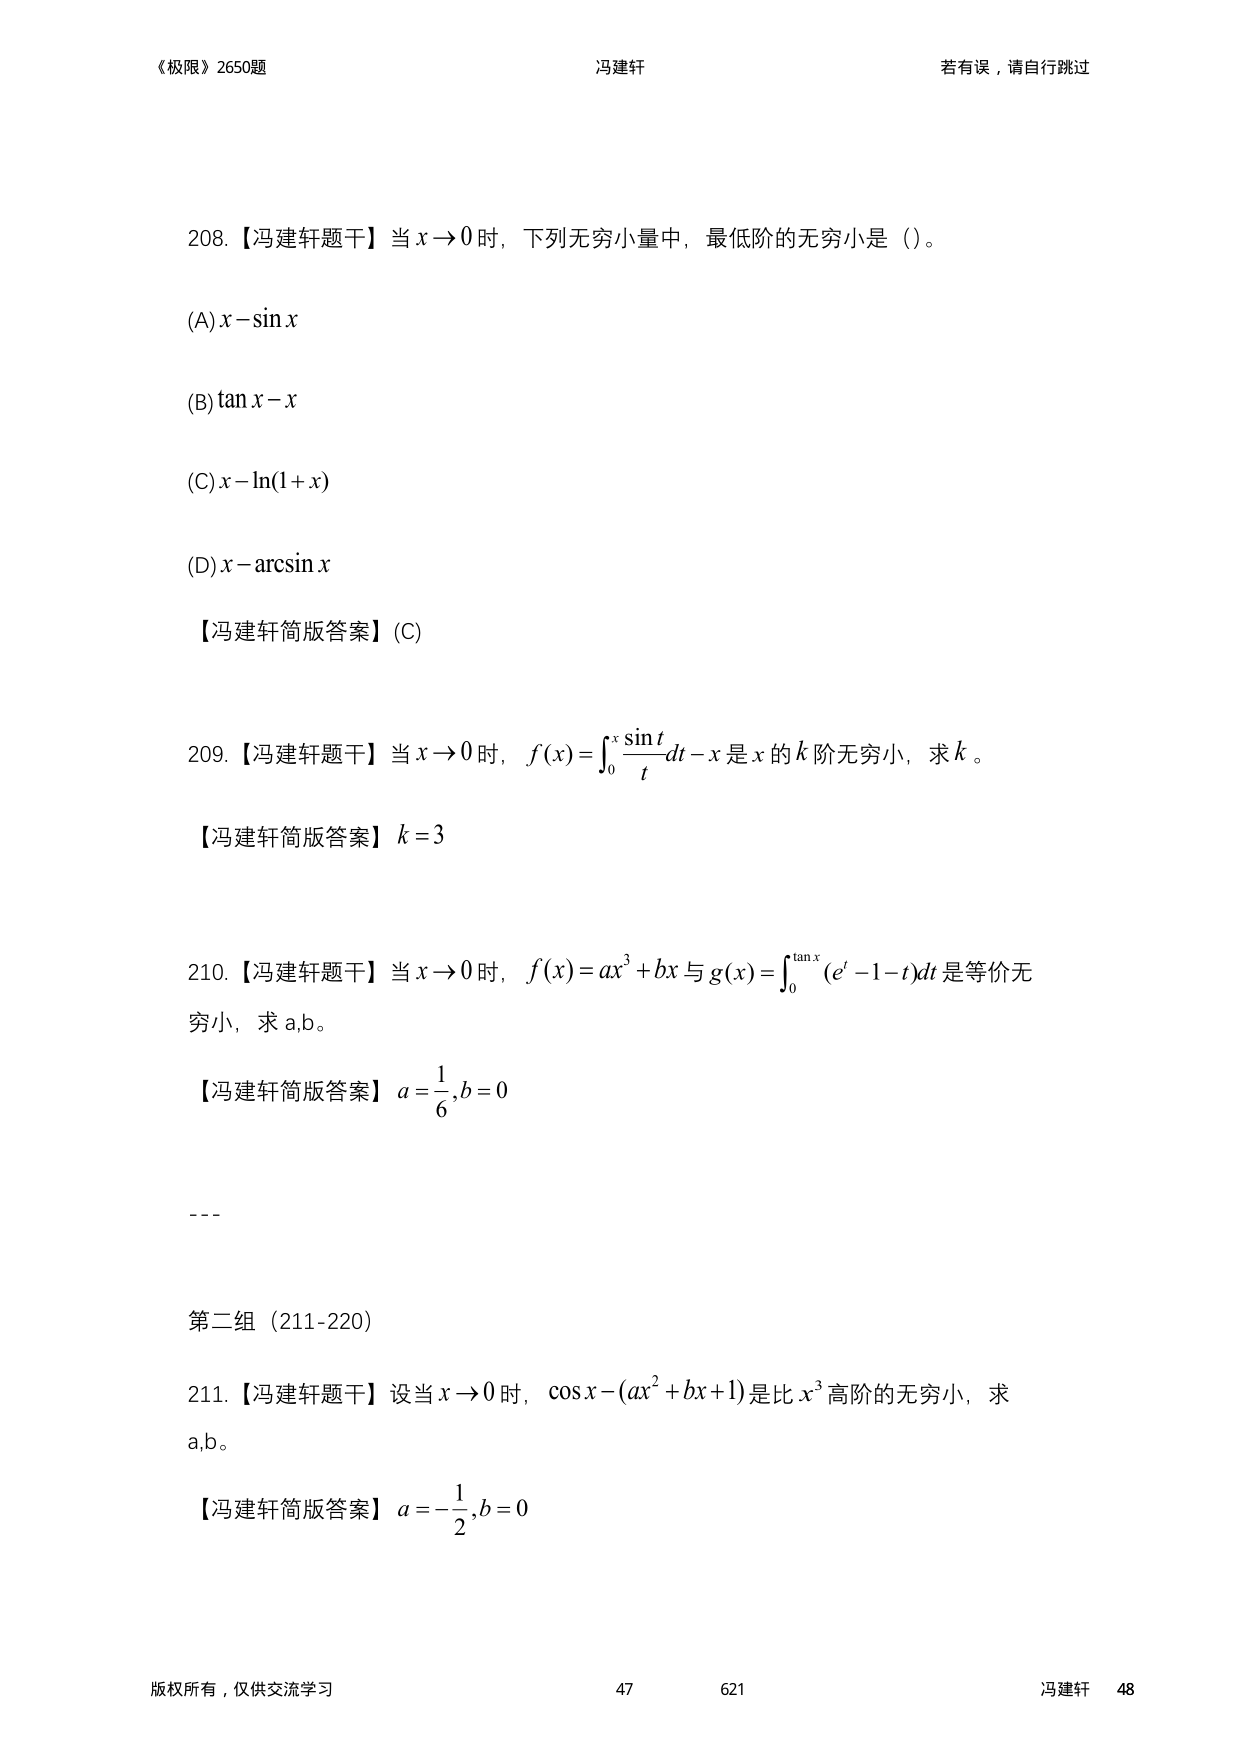 《极限》2650题 冯建轩 若有误，请自行跳过
208.【冯建轩题干】当 x→0 时，下列无穷小量中，最低阶的无穷小是（）。
(A) x − sin x
(B) tan x − x
(C) x − ln(1 + x)
(D) x − arcsin x
【冯建轩简版答案】(C)
209.【冯建轩题干】当 x→0 时， f(x) = ∫₀ˣ (sin t / t) dt − x 是 x 的 k 阶无穷小，求 k 。
【冯建轩简版答案】 k = 3
210.【冯建轩题干】当 x→0 时， f(x) = ax³ + bx 与 g(x) = ∫₀^{tan x} (eᵗ − 1 − t)dt 是等价无
穷小，求 a,b。
【冯建轩简版答案】 a = 1/6 , b = 0
---
第二组（211-220）
211.【冯建轩题干】设当 x→0 时， cos x − (ax² + bx + 1) 是比 x³ 高阶的无穷小，求
a,b。
【冯建轩简版答案】 a = −1/2 , b = 0
版权所有，仅供交流学习 47 621 冯建轩 48